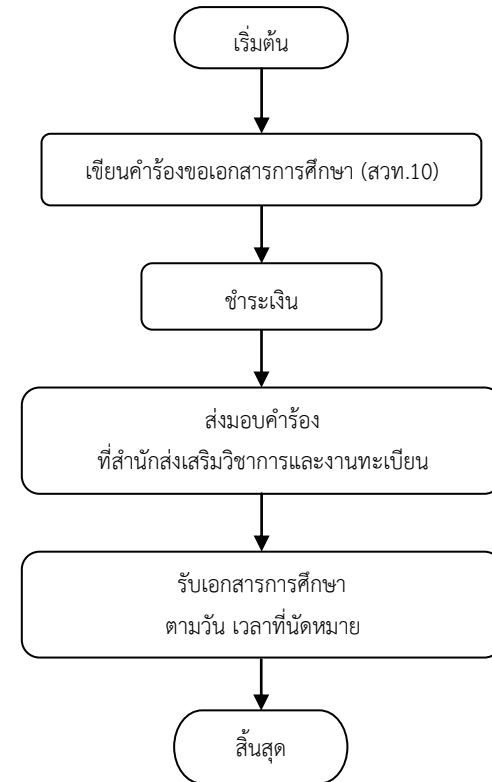 เริ่มต้น
เขียนคำร้องขอเอกสารการศึกษา (สวท.10)
ชำระเงิน
ส่งมอบคำร้อง
ที่สำนักส่งเสริมวิชาการและงานทะเบียน
รับเอกสารการศึกษา
ตามวัน เวลาที่นัดหมาย
สิ้นสุด